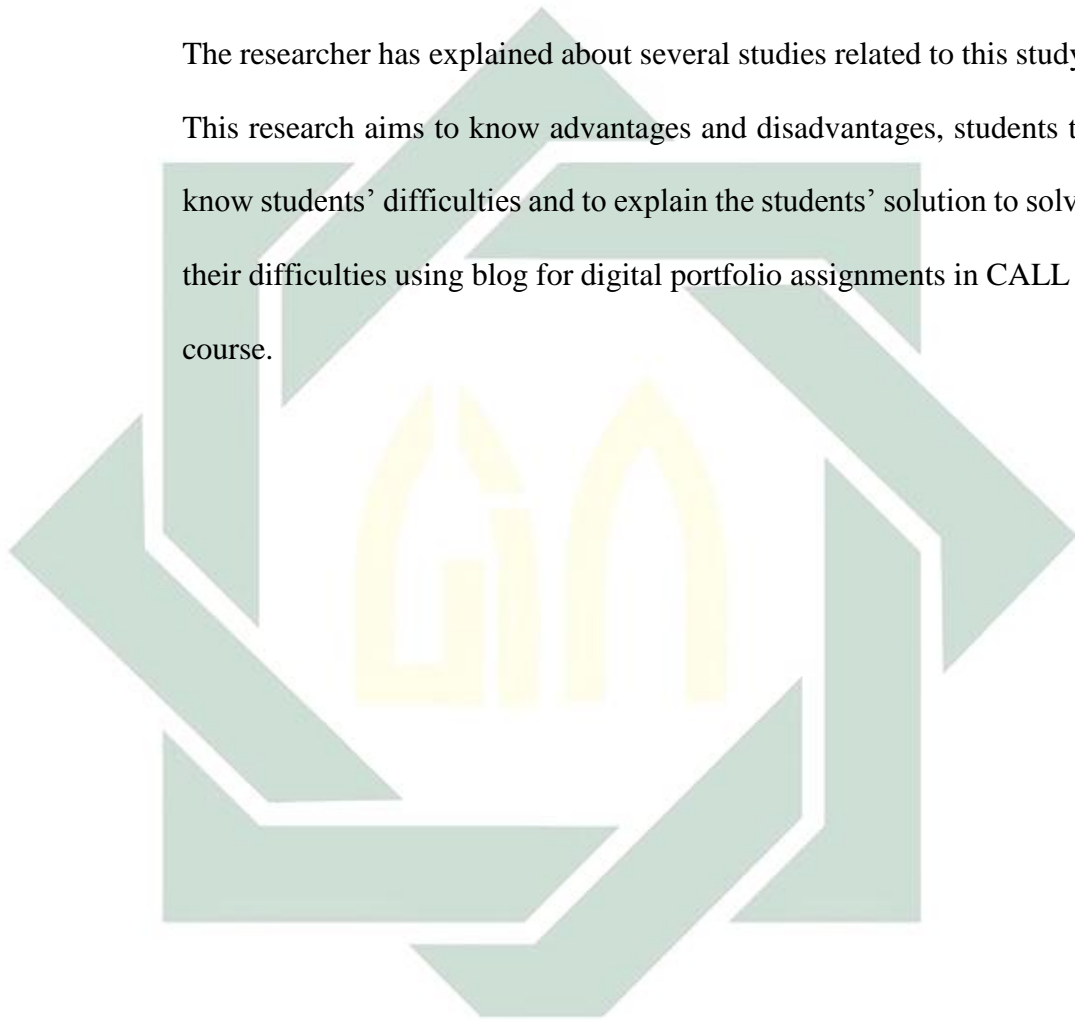 The researcher has explained about several studies related to this study
This research aims to know advantages and disadvantages, students t
know students’ difficulties and to explain the students’ solution to solv
their difficulties using blog for digital portfolio assignments in CALL
course.